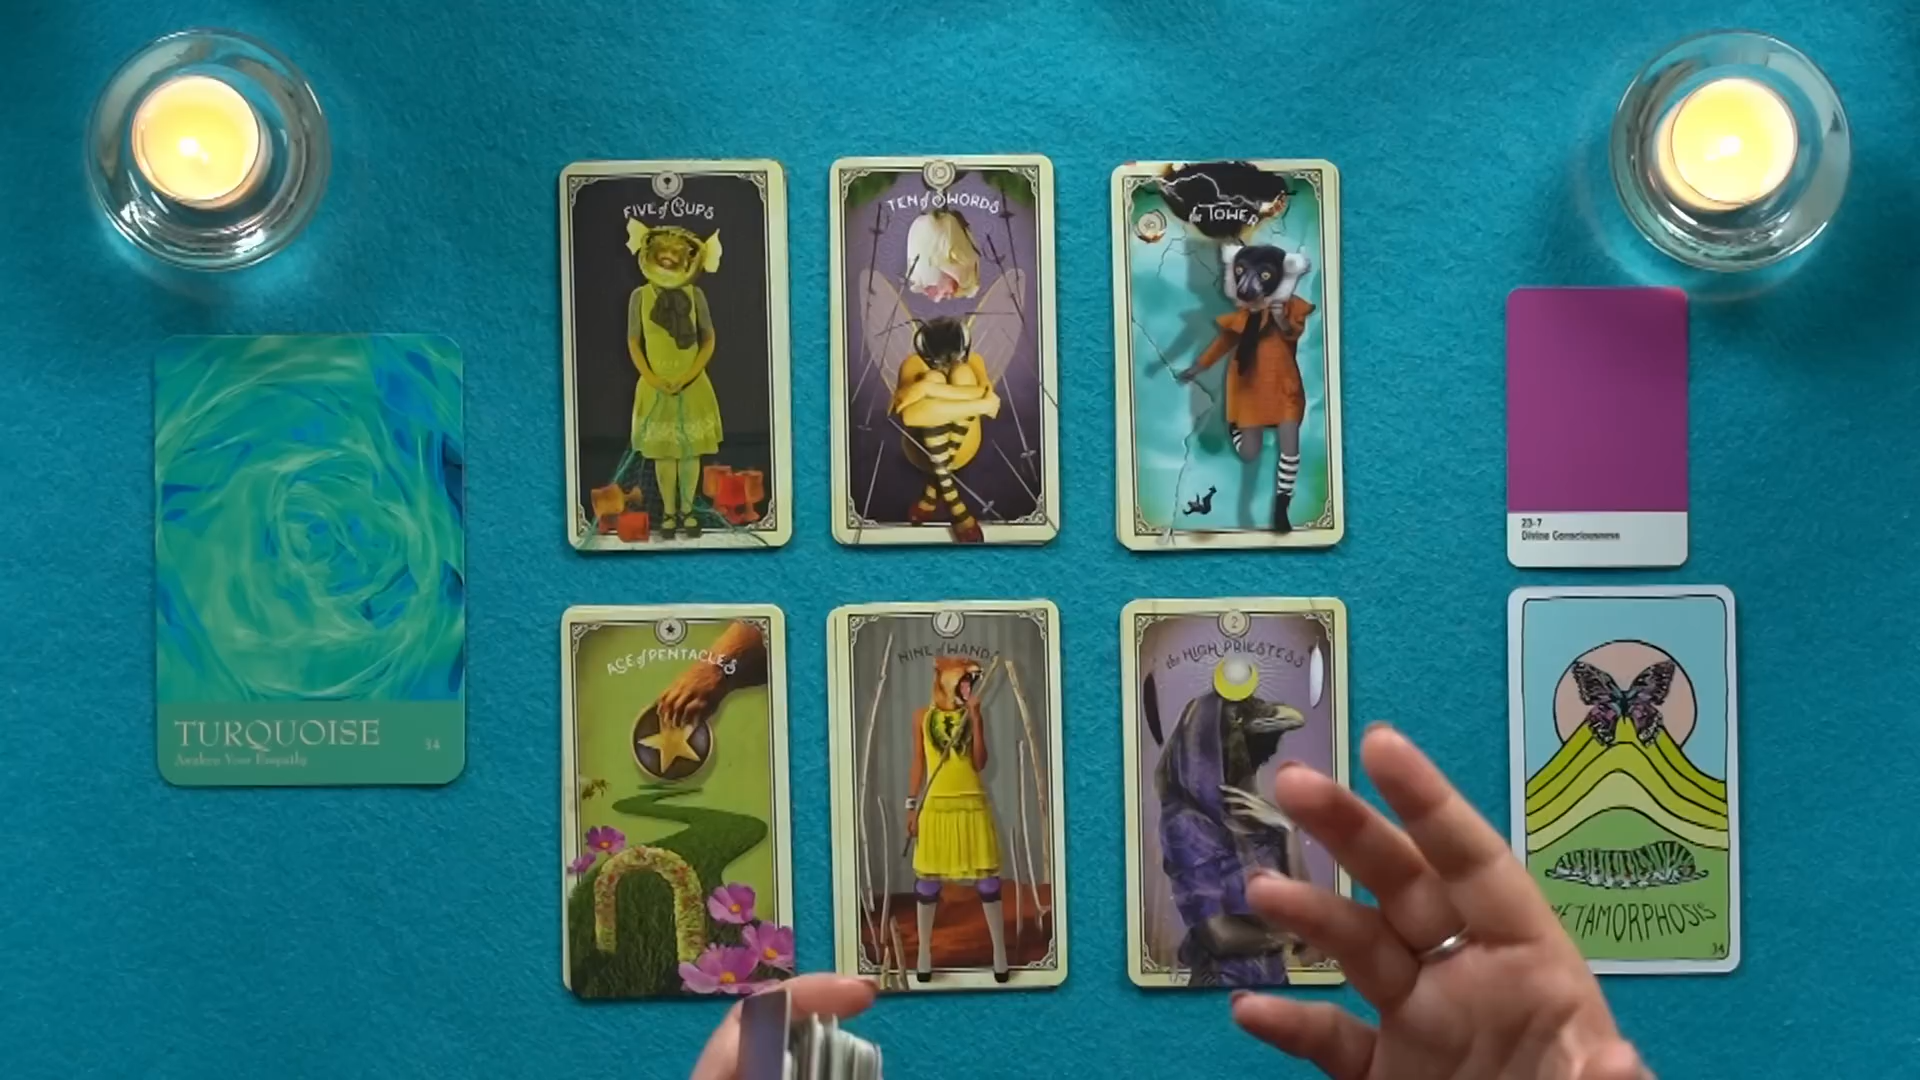 FIVE of CUPS
TEN of SWORDS
the TOWER
23-7
Divine Consciousness
TURQUOISE
34
Awaken Your Empathy
ACE of PENTACLES
NINE of WANDS
2
the HIGH PRIESTESS
METAMORPHOSIS
34